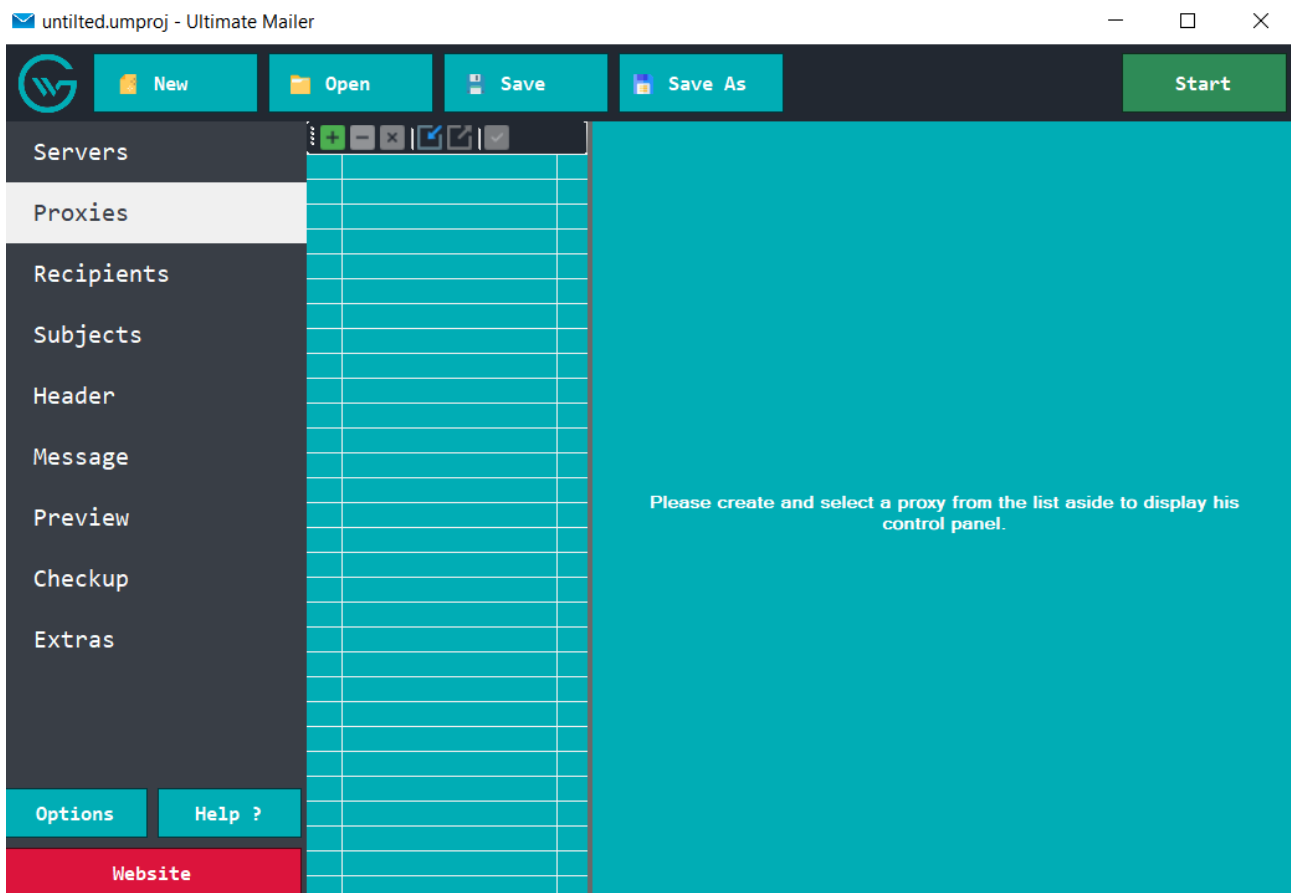 untilted.umproj - Ultimate Mailer
New
Open
Save
Save As
Start
Servers
Proxies
Recipients
Subjects
Header
Message
Preview
Checkup
Extras
Please create and select a proxy from the list aside to display his
control panel.
Options
Help ?
Website